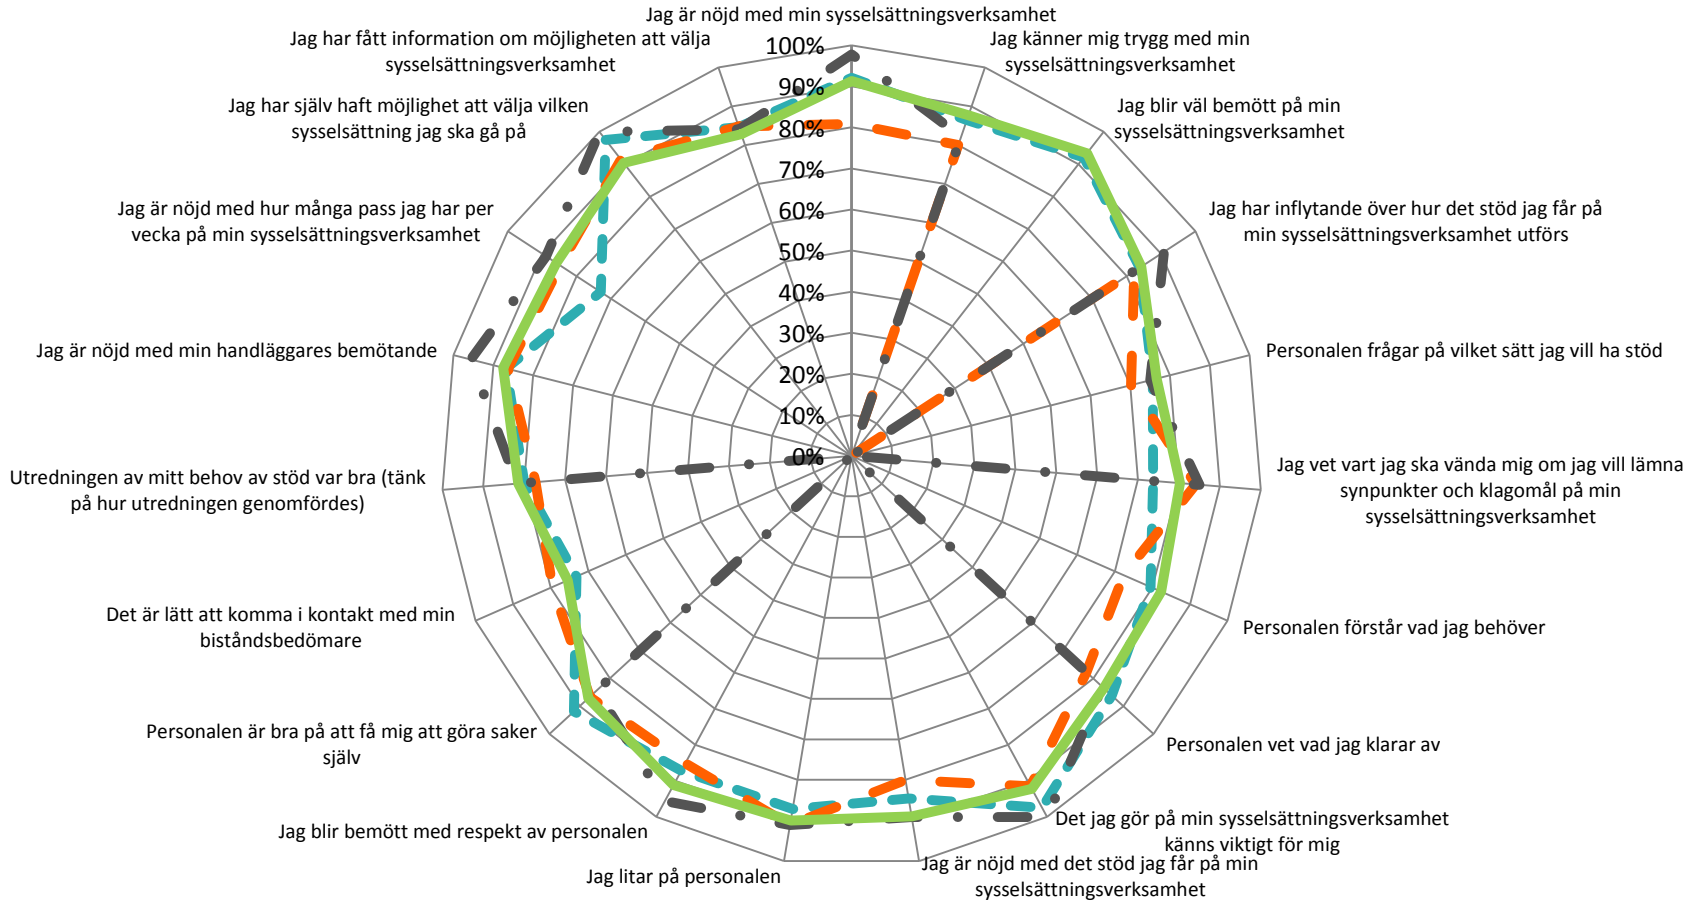 Jag är nöjd med min sysselsättningsverksamhet
Jag känner mig trygg med min
sysselsättningsverksamhet
Jag blir väl bemött på min
sysselsättningsverksamhet
Jag har inflytande över hur det stöd jag får på
min sysselsättningsverksamhet utförs
Personalen frågar på vilket sätt jag vill ha stöd
Jag vet vart jag ska vända mig om jag vill lämna
synpunkter och klagomål på min
sysselsättningsverksamhet
Personalen förstår vad jag behöver
Personalen vet vad jag klarar av
Det jag gör på min sysselsättningsverksamhet
känns viktigt för mig
Jag är nöjd med det stöd jag får på min
sysselsättningsverksamhet
Jag litar på personalen
Jag blir bemött med respekt av personalen
Personalen är bra på att få mig att göra saker
själv
Det är lätt att komma i kontakt med min
biståndsbedömare
Utredningen av mitt behov av stöd var bra (tänk
på hur utredningen genomfördes)
Jag är nöjd med min handläggares bemötande
Jag är nöjd med hur många pass jag har per
vecka på min sysselsättningsverksamhet
Jag har själv haft möjlighet att välja vilken
sysselsättning jag ska gå på
Jag har fått information om möjligheten att välja
sysselsättningsverksamhet
100%
90%
80%
70%
60%
50%
40%
30%
20%
10%
0%